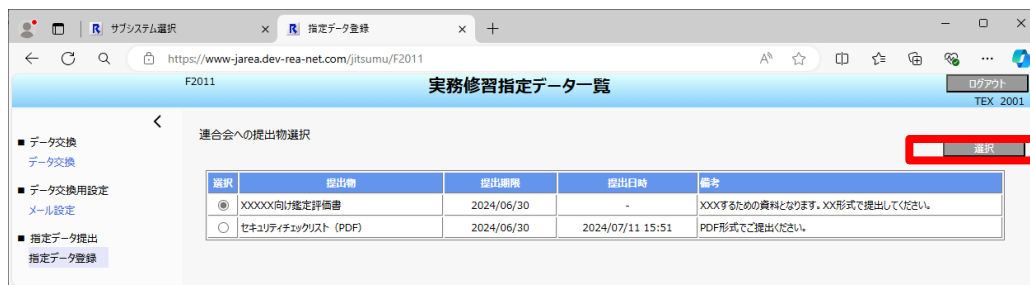 サブシステム選択
指定データ登録
https://www-jarea.dev-rea-net.com/jitsumu/F2011
F2011
実務修習指定データ一覧
ログアウト
TEX 2001
■ データ交換
データ交換
■ データ交換用設定
メール設定
■ 指定データ提出
指定データ登録
連合会への提出物選択
選択
選択 提出物 提出期限 提出日時 備考
XXXXX向け鑑定評価書 2024/06/30 - XXXするための資料となります。XX形式で提出してください。
セキュリティチェックリスト（PDF） 2024/06/30 2024/07/11 15:51 PDF形式でご提出ください。